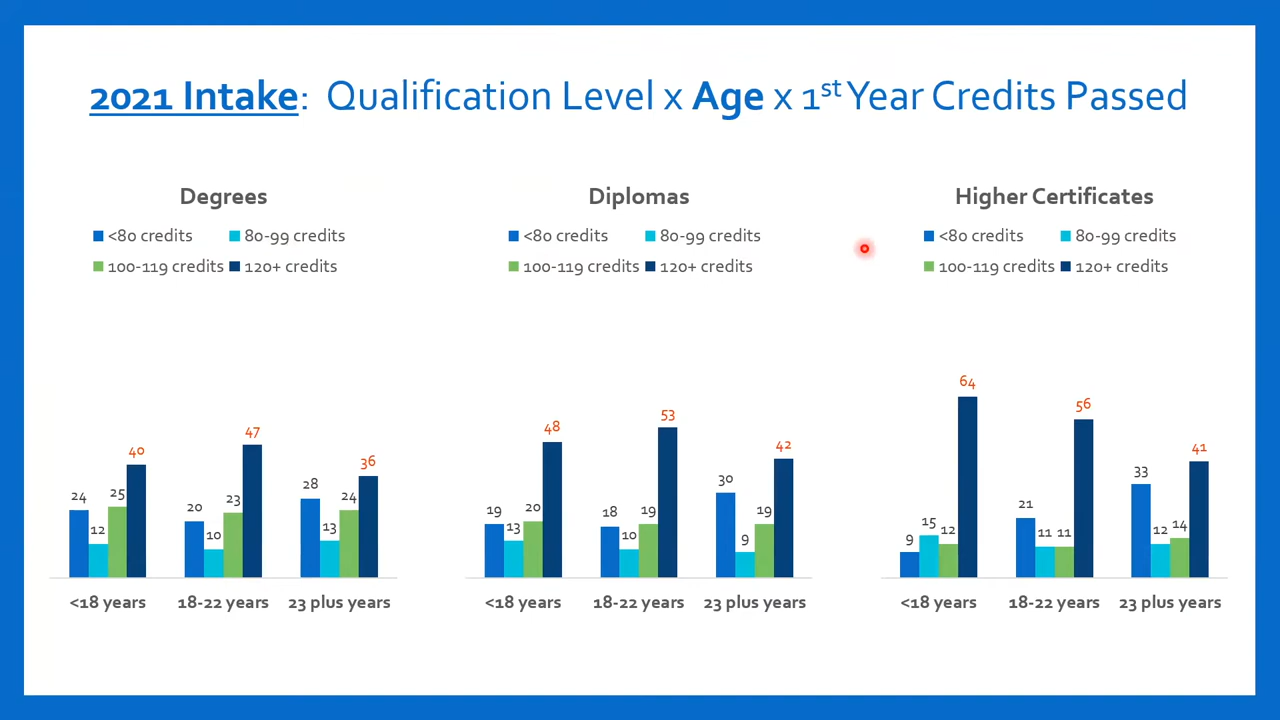 2021 Intake: Qualification Level x Age x 1st Year Credits Passed
Degrees
<80 credits 80-99 credits
100-119 credits 120+ credits
24 12 25 40 20 10 23 47 28 13 24 36
<18 years 18-22 years 23 plus years
Diplomas
<80 credits 80-99 credits
100-119 credits 120+ credits
19 13 20 48 18 10 19 53 30 9 19 42
<18 years 18-22 years 23 plus years
Higher Certificates
<80 credits 80-99 credits
100-119 credits 120+ credits
9 15 12 64 21 11 11 56 33 12 14 41
<18 years 18-22 years 23 plus years